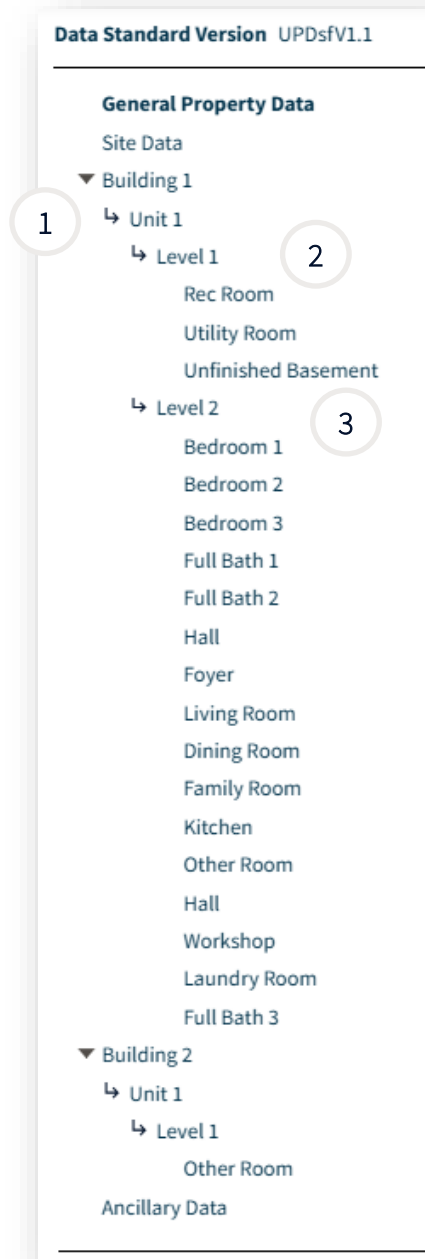 Data Standard Version UPDsfV1.1
General Property Data
Site Data
Building 1
1
Unit 1
2
Level 1
Rec Room
Utility Room
Unfinished Basement
3
Level 2
Bedroom 1
Bedroom 2
Bedroom 3
Full Bath 1
Full Bath 2
Hall
Foyer
Living Room
Dining Room
Family Room
Kitchen
Other Room
Hall
Workshop
Laundry Room
Full Bath 3
Building 2
Unit 1
Level 1
Other Room
Ancillary Data